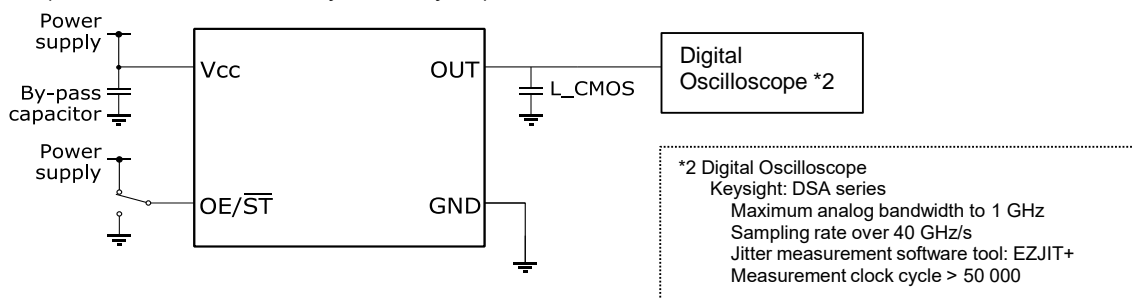 Power
supply
Vcc
OUT
By-pass
capacitor
L_CMOS
Digital
Oscilloscope *2
Power
supply
OE/S̅T̅
GND
*2 Digital Oscilloscope
Keysight: DSA series
Maximum analog bandwidth to 1 GHz
Sampling rate over 40 GHz/s
Jitter measurement software tool: EZJIT+
Measurement clock cycle > 50 000